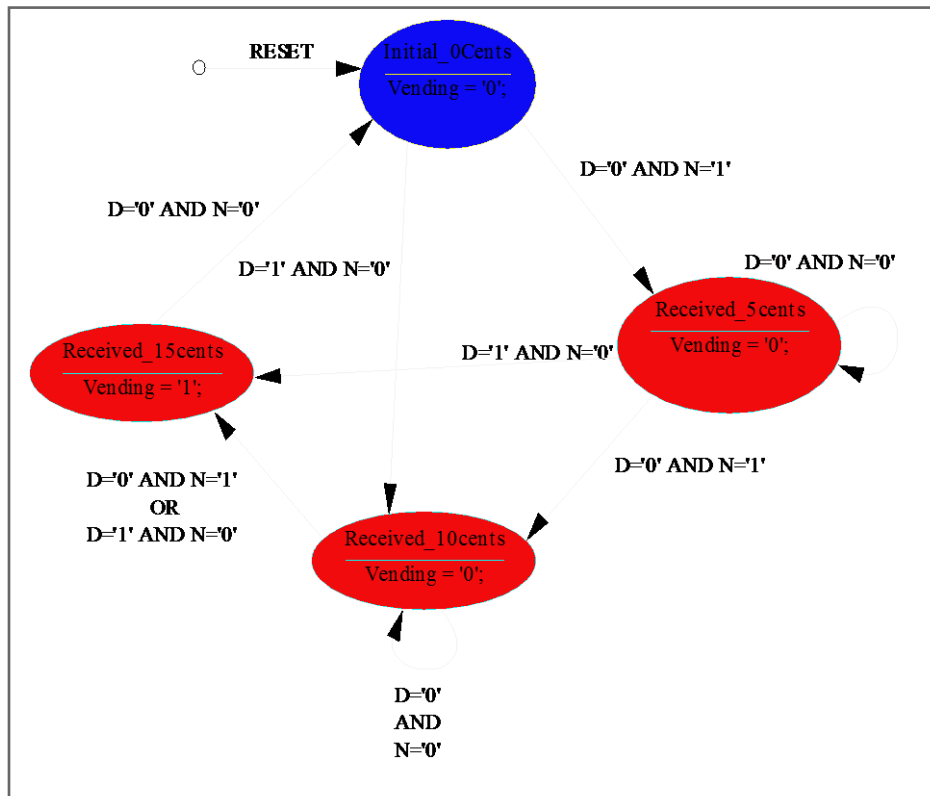 RESET
Initial_0Cents
Vending = '0';
D='0' AND N='1'
D='0' AND N='0'
D='1' AND N='0'
D='0' AND N='0'
Received_5cents
Vending = '0';
Received_15cents
Vending = '1';
D='1' AND N='0'
D='0' AND N='1'
D='0' AND N='1'
OR
D='1' AND N='0'
Received_10cents
Vending = '0';
D='0'
AND
N='0'